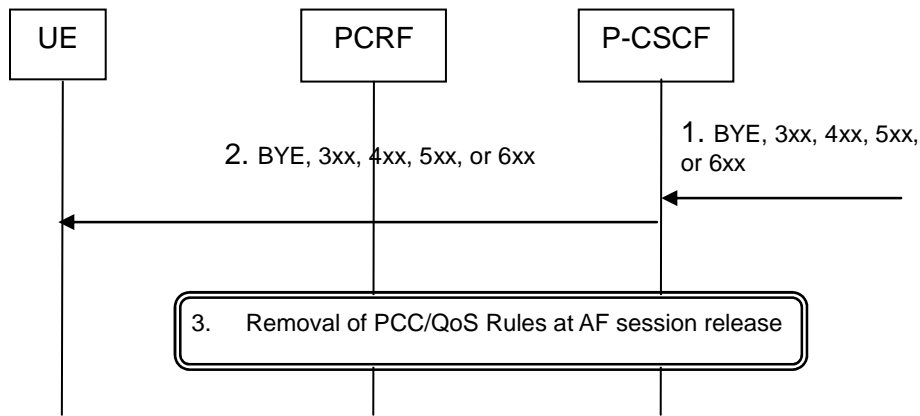 UE
PCRF
P-CSCF
1. BYE, 3xx, 4xx, 5xx,
or 6xx
2. BYE, 3xx, 4xx, 5xx, or 6xx
3. Removal of PCC/QoS Rules at AF session release